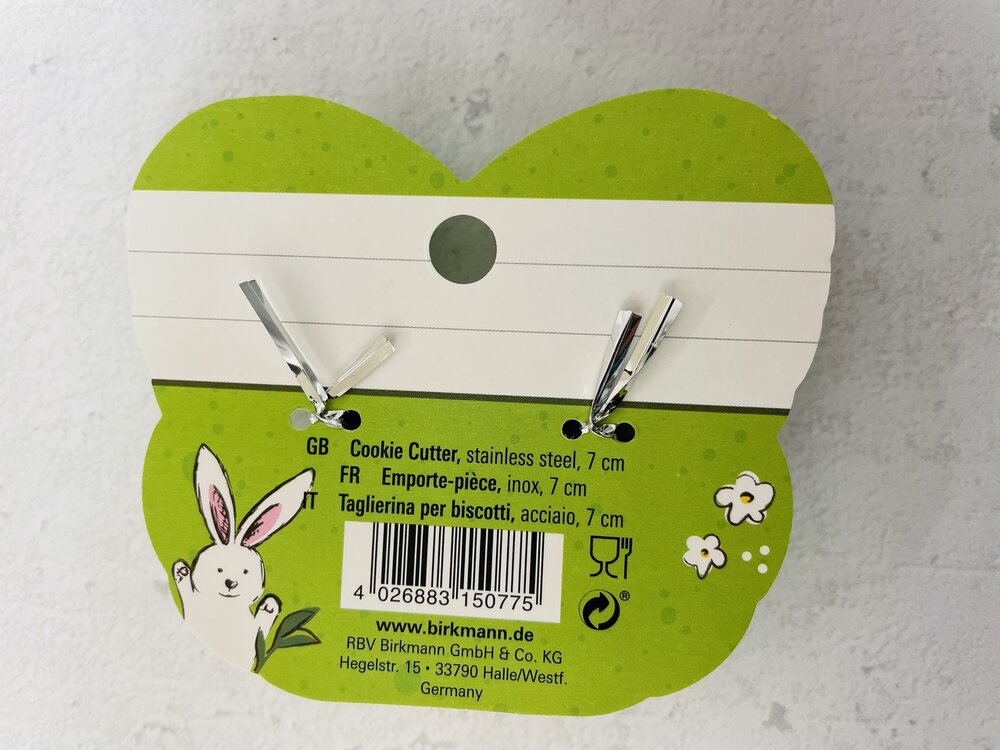 GB Cookie Cutter, stainless steel, 7 cm
FR Emporte-pièce, inox, 7 cm
IT Taglierina per biscotti, acciaio, 7 cm
4 026883 150775
®
www.birkmann.de
RBV Birkmann GmbH & Co. KG
Hegelstr. 15 • 33790 Halle/Westf.
Germany